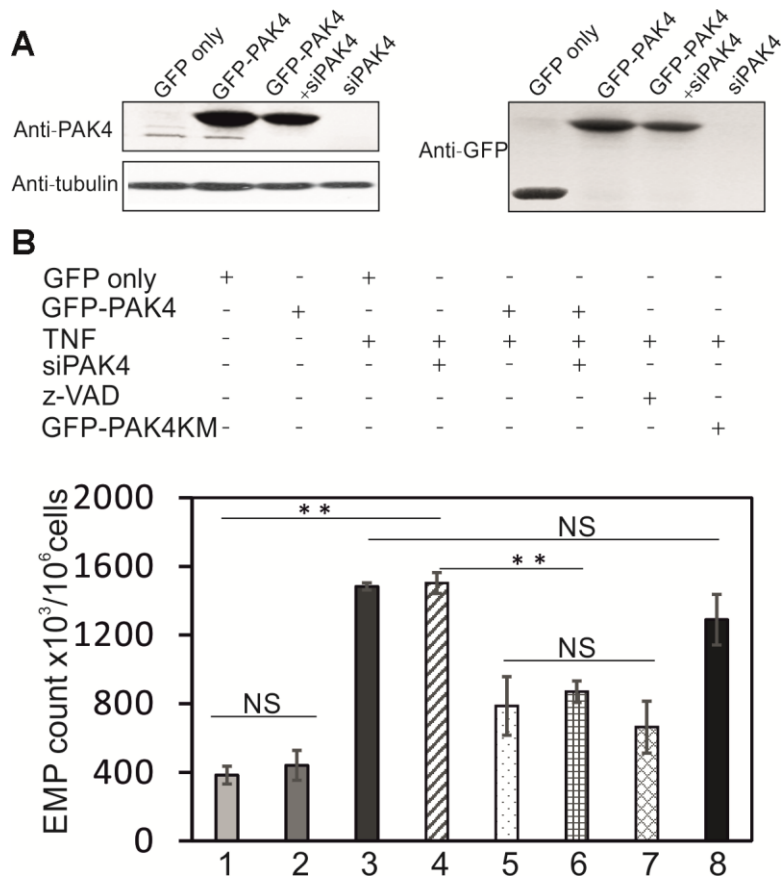 A
GFP only GFP-PAK4 GFP-PAK4 +siPAK4 siPAK4
Anti-PAK4
Anti-tubulin
GFP only GFP-PAK4 GFP-PAK4 +siPAK4 siPAK4
Anti-GFP
B
GFP only + - + - - - - -
GFP-PAK4 - + - - + + - -
TNF - - + + + + + +
siPAK4 - - - + - + - -
z-VAD - - - - - - + -
GFP-PAK4KM - - - - - - - +
EMP count x10³/10⁶cells
2000
1600
1200
800
400
0
**
NS
**
NS
NS
1 2 3 4 5 6 7 8